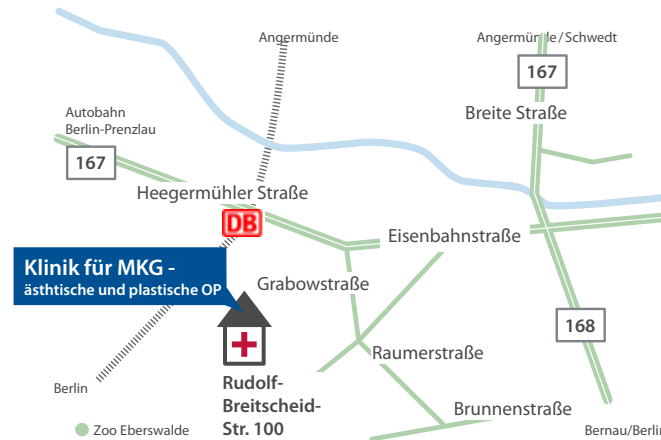 Angermünde
Angermünde/Schwedt
167
Breite Straße
Autobahn
Berlin-Prenzlau
167
Heegermühler Straße
DB
Eisenbahnstraße
Klinik für MKG -
ästhtische und plastische OP
Grabowstraße
168
Raumerstraße
Berlin
Rudolf-
Breitscheid-
Str. 100
Brunnenstraße
Zoo Eberswalde
Bernau/Berlin